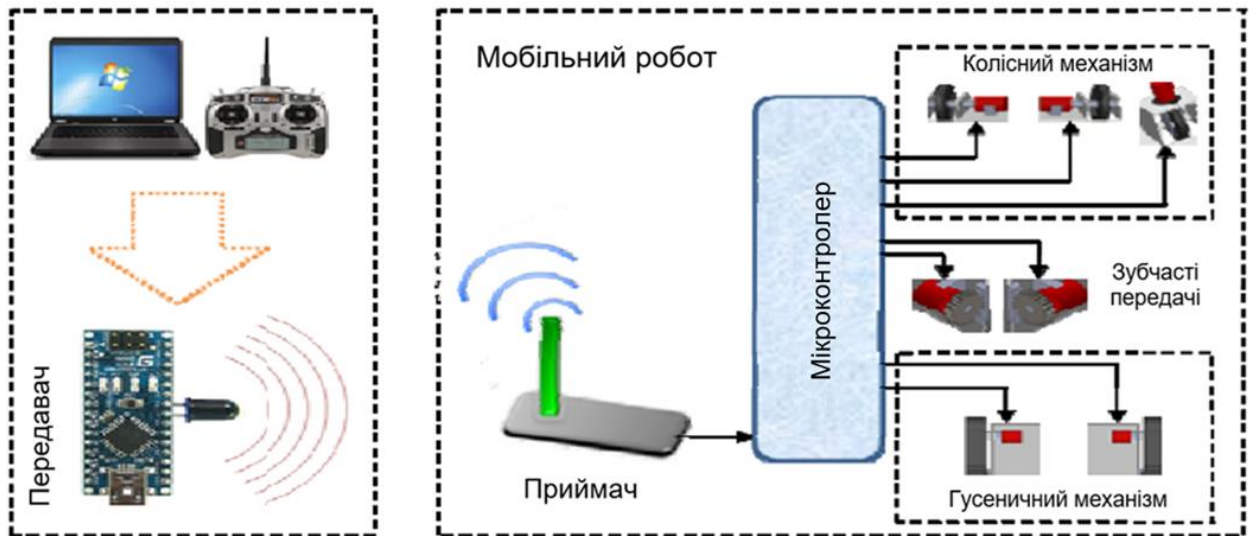 Мобільний робот
Колісний механізм
Мікроконтролер
Зубчасті
передачі
Передавач
Приймач
Гусеничний механізм